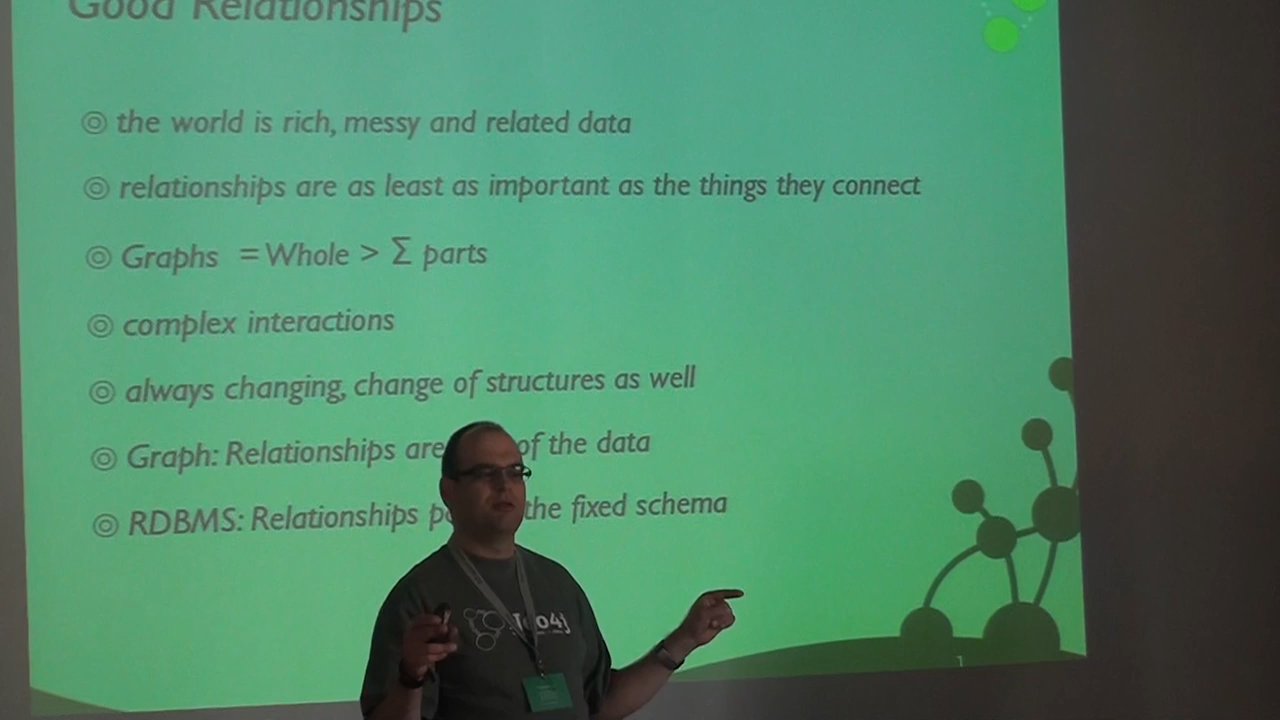 Good Relationships
◎ the world is rich, messy and related data
◎ relationships are as least as important as the things they connect
◎ Graphs = Whole > Σ parts
◎ complex interactions
◎ always changing, change of structures as well
◎ Graph: Relationships are of the data
◎ RDBMS: Relationships the fixed schema
1